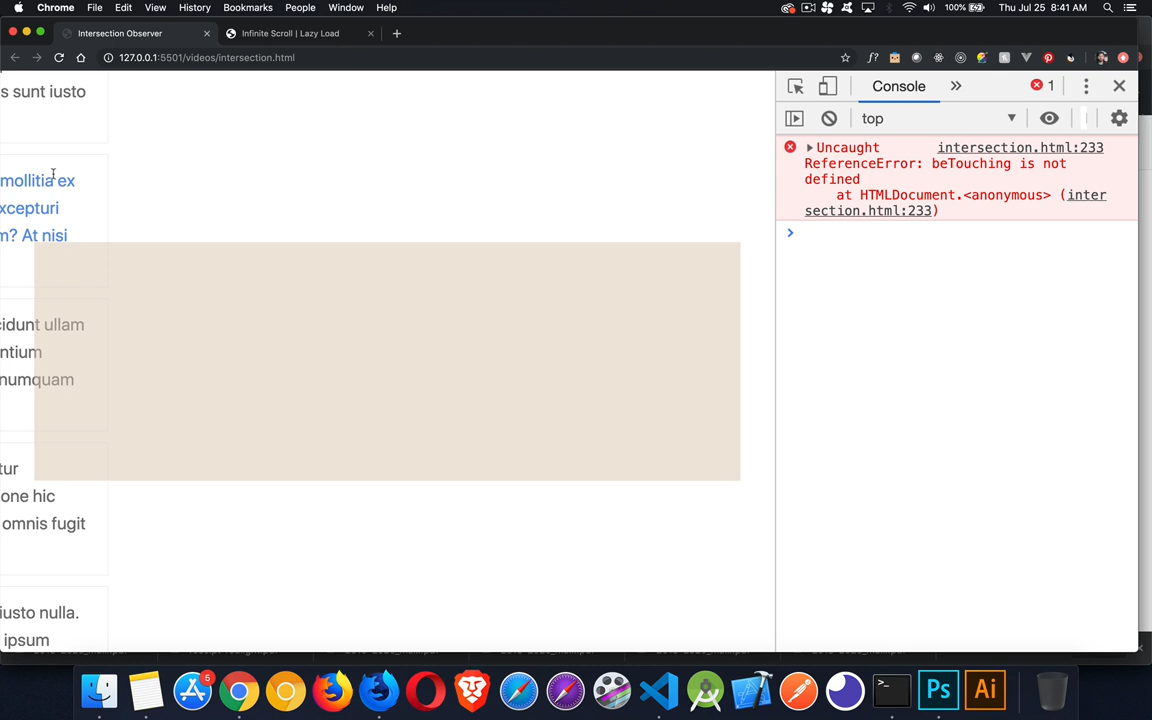 Chrome File Edit View History Bookmarks People Window Help 100% Thu Jul 25 8:41 AM
Intersection Observer Infinite Scroll | Lazy Load
127.0.0.1:5501/videos/intersection.html f?
s sunt iusto
mollitia ex
xcepturi
m? At nisi
cidunt ullam
ntium
numquam
tur
one hic
omnis fugit
iusto nulla.
ipsum
Console 1
top
Uncaught intersection.html:233
ReferenceError: beTouching is not
defined
at HTMLDocument.<anonymous> (inter
section.html:233)
5
Ps Ai